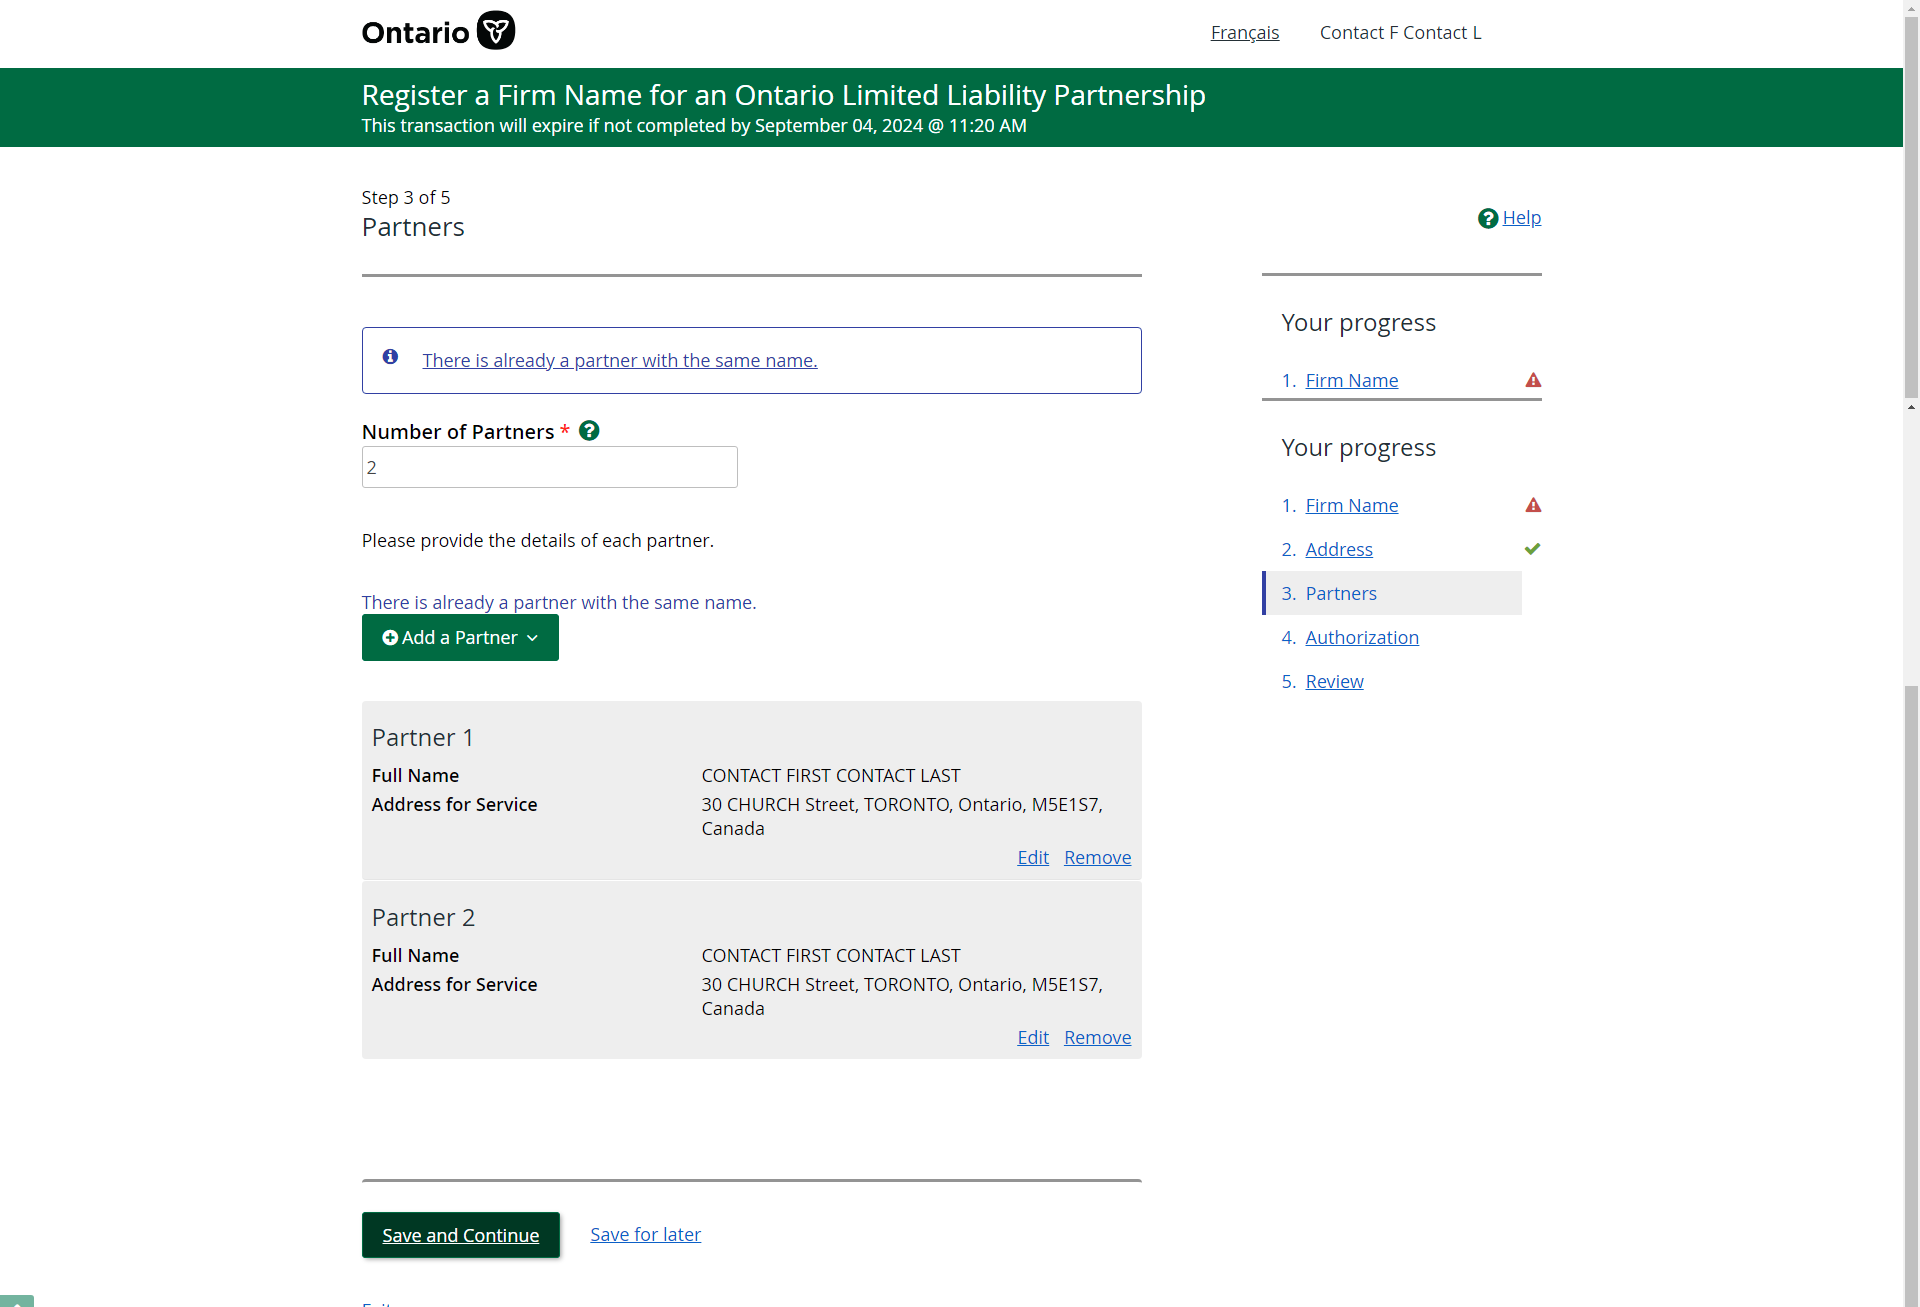 Ontario
Français
Contact F Contact L
Register a Firm Name for an Ontario Limited Liability Partnership
This transaction will expire if not completed by September 04, 2024 @ 11:20 AM
Step 3 of 5
Partners
Help
There is already a partner with the same name.
Number of Partners *
2
Please provide the details of each partner.
There is already a partner with the same name.
Add a Partner
Partner 1
Full Name CONTACT FIRST CONTACT LAST
Address for Service 30 CHURCH Street, TORONTO, Ontario, M5E1S7,
Canada
Edit Remove
Partner 2
Full Name CONTACT FIRST CONTACT LAST
Address for Service 30 CHURCH Street, TORONTO, Ontario, M5E1S7,
Canada
Edit Remove
Save and Continue
Save for later
Your progress
1. Firm Name
Your progress
1. Firm Name
2. Address
3. Partners
4. Authorization
5. Review